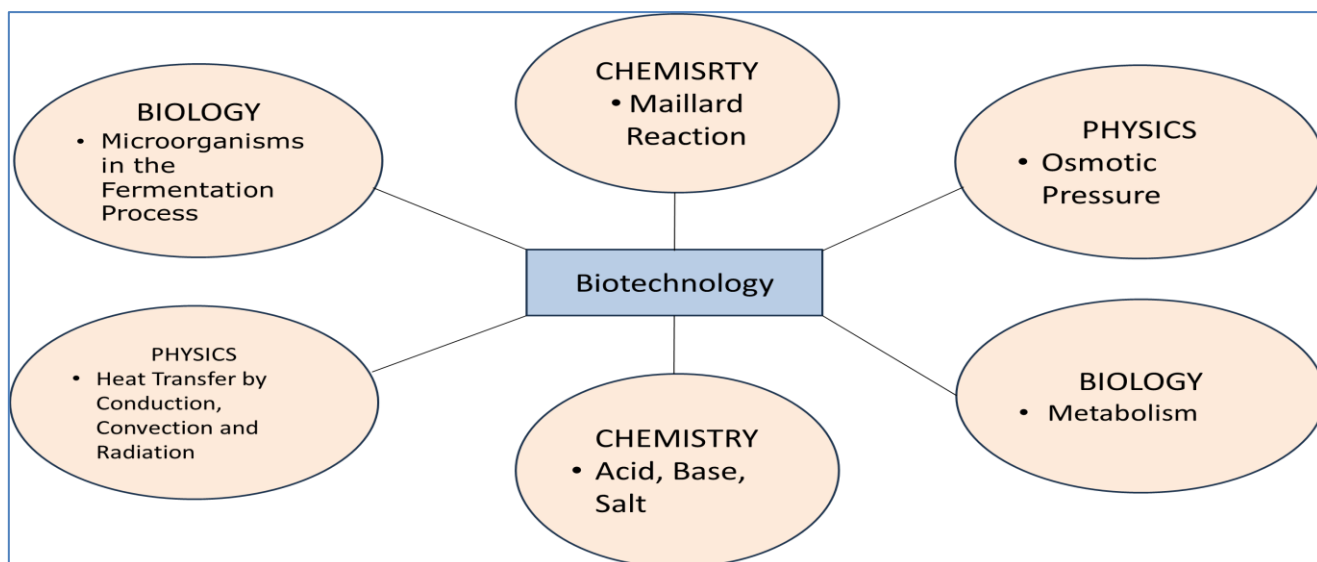 BIOLOGY
• Microorganisms
in the
Fermentation
Process
CHEMISRTY
• Maillard
Reaction
PHYSICS
• Osmotic
Pressure
Biotechnology
PHYSICS
• Heat Transfer by
Conduction,
Convection and
Radiation
CHEMISTRY
• Acid, Base,
Salt
BIOLOGY
• Metabolism